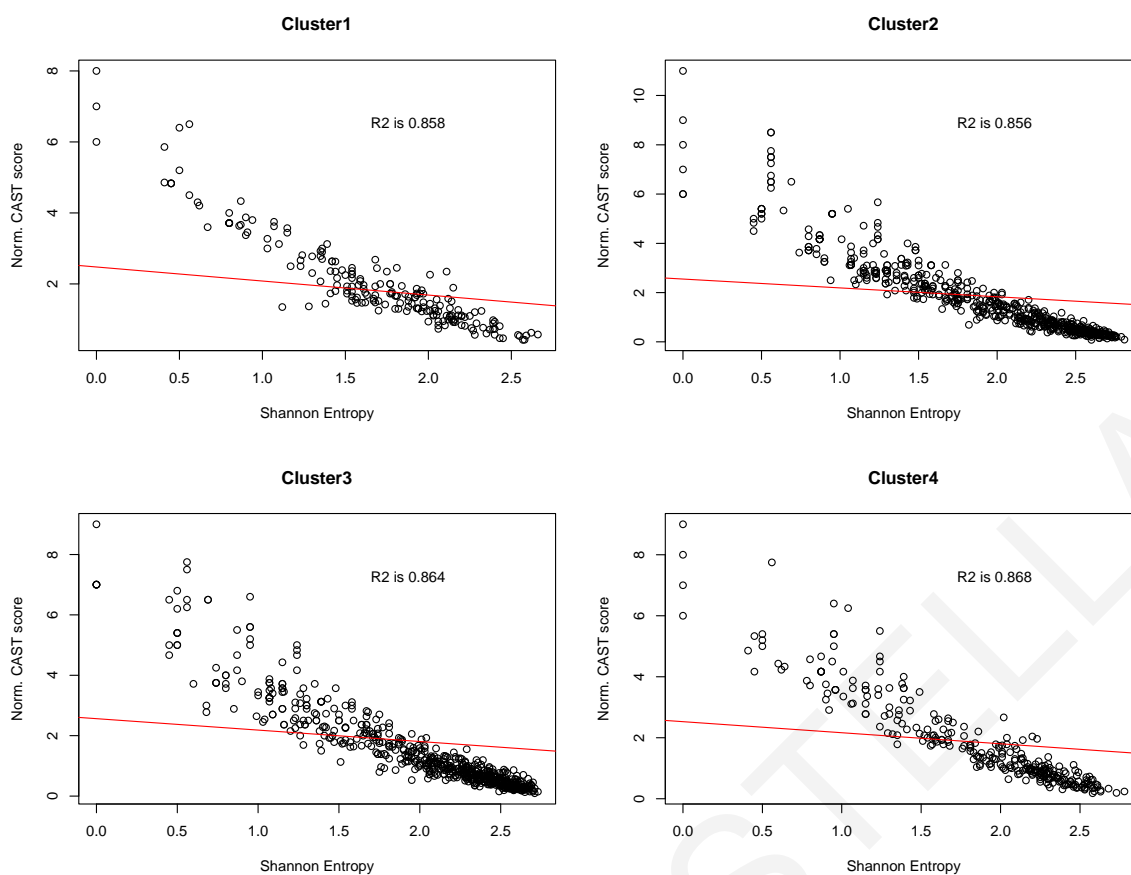 Cluster1
Norm. CAST score
8
6
4
2
R2 is 0.858
0.0 0.5 1.0 1.5 2.0 2.5
Shannon Entropy
Cluster2
Norm. CAST score
10
8
6
4
2
0
R2 is 0.856
0.0 0.5 1.0 1.5 2.0 2.5
Shannon Entropy
Cluster3
Norm. CAST score
8
6
4
2
0
R2 is 0.864
0.0 0.5 1.0 1.5 2.0 2.5
Shannon Entropy
Cluster4
Norm. CAST score
8
6
4
2
0
R2 is 0.868
0.0 0.5 1.0 1.5 2.0 2.5
Shannon Entropy
STELLA